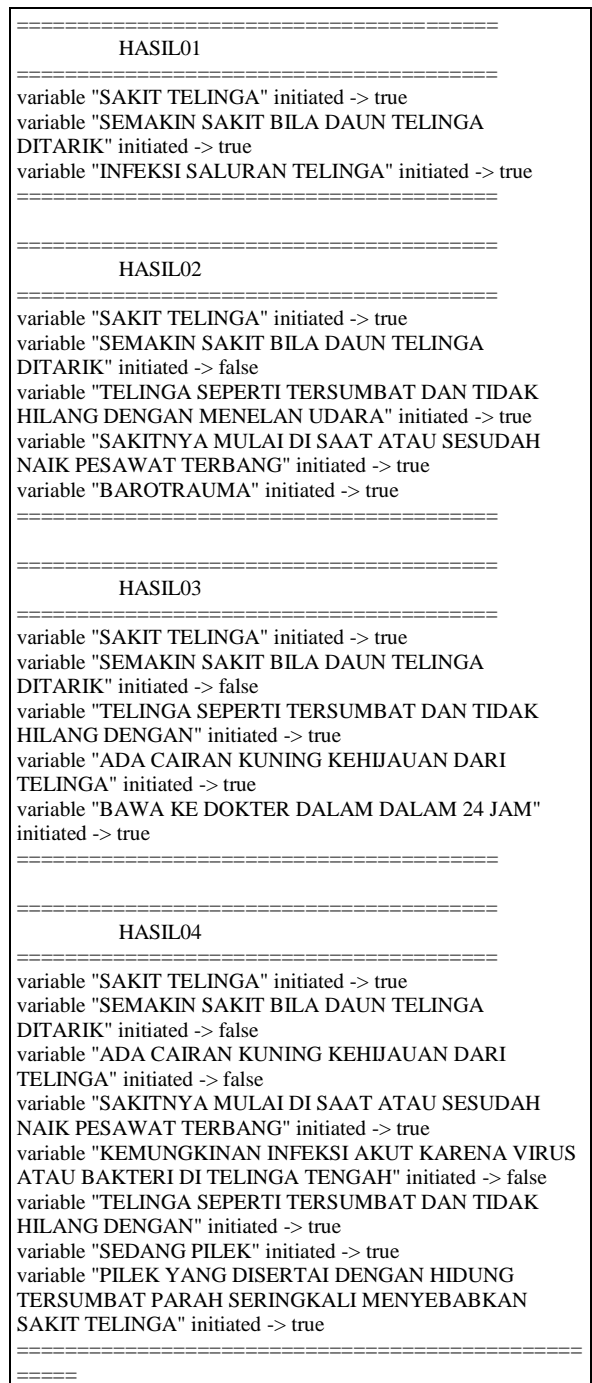 ========================================
HASIL01
========================================
variable "SAKIT TELINGA" initiated -> true
variable "SEMAKIN SAKIT BILA DAUN TELINGA
DITARIK" initiated -> true
variable "INFEKSI SALURAN TELINGA" initiated -> true
========================================
========================================
HASIL02
========================================
variable "SAKIT TELINGA" initiated -> true
variable "SEMAKIN SAKIT BILA DAUN TELINGA
DITARIK" initiated -> false
variable "TELINGA SEPERTI TERSUMBAT DAN TIDAK
HILANG DENGAN MENELAN UDARA" initiated -> true
variable "SAKITNYA MULAI DI SAAT ATAU SESUDAH
NAIK PESAWAT TERBANG" initiated -> true
variable "BAROTRAUMA" initiated -> true
========================================
========================================
HASIL03
========================================
variable "SAKIT TELINGA" initiated -> true
variable "SEMAKIN SAKIT BILA DAUN TELINGA
DITARIK" initiated -> false
variable "TELINGA SEPERTI TERSUMBAT DAN TIDAK
HILANG DENGAN" initiated -> true
variable "ADA CAIRAN KUNING KEHIJAUAN DARI
TELINGA" initiated -> true
variable "BAWA KE DOKTER DALAM DALAM 24 JAM"
initiated -> true
========================================
========================================
HASIL04
========================================
variable "SAKIT TELINGA" initiated -> true
variable "SEMAKIN SAKIT BILA DAUN TELINGA
DITARIK" initiated -> false
variable "ADA CAIRAN KUNING KEHIJAUAN DARI
TELINGA" initiated -> false
variable "SAKITNYA MULAI DI SAAT ATAU SESUDAH
NAIK PESAWAT TERBANG" initiated -> true
variable "KEMUNGKINAN INFEKSI AKUT KARENA VIRUS
ATAU BAKTERI DI TELINGA TENGAH" initiated -> false
variable "TELINGA SEPERTI TERSUMBAT DAN TIDAK
HILANG DENGAN" initiated -> true
variable "SEDANG PILEK" initiated -> true
variable "PILEK YANG DISERTAI DENGAN HIDUNG
TERSUMBAT PARAH SERINGKALI MENYEBABKAN
SAKIT TELINGA" initiated -> true
===============================================
=====